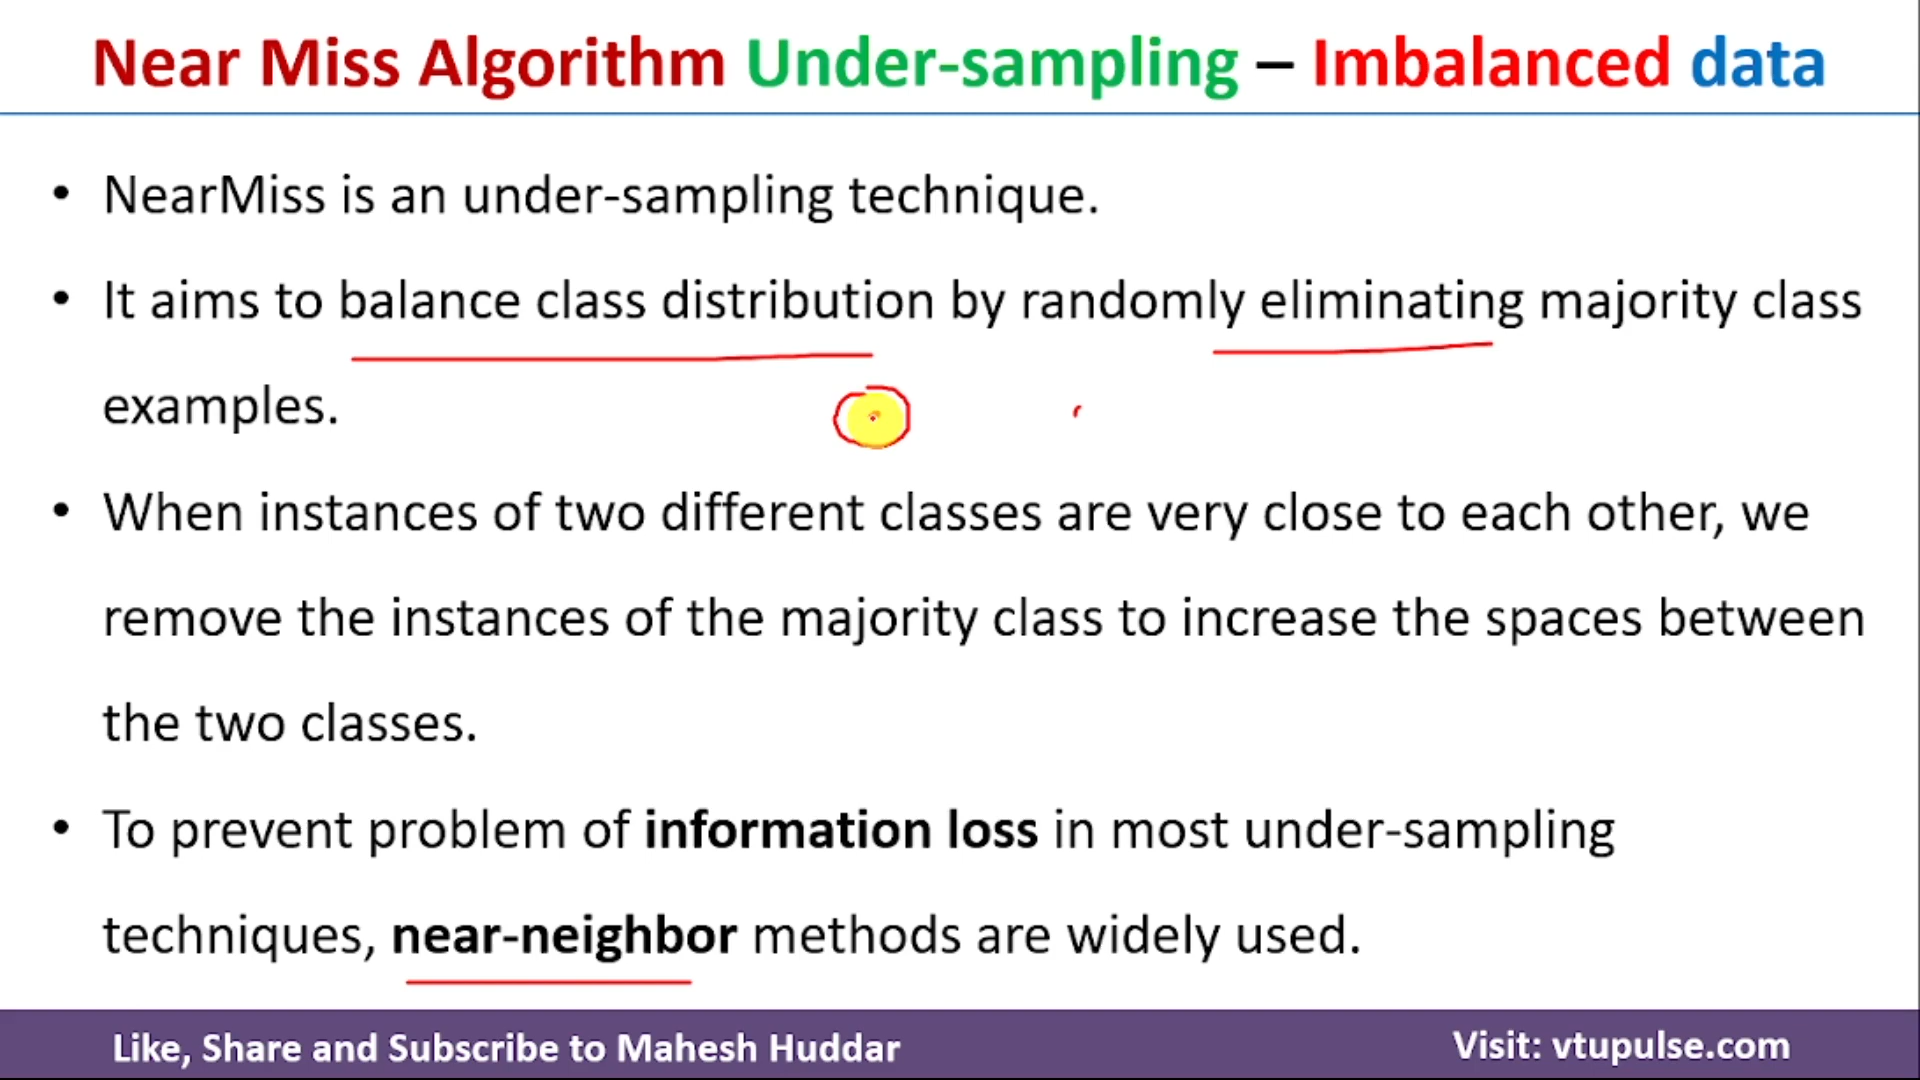 Near Miss Algorithm Under-sampling – Imbalanced data
• NearMiss is an under-sampling technique.
• It aims to balance class distribution by randomly eliminating majority class
examples.
• When instances of two different classes are very close to each other, we
remove the instances of the majority class to increase the spaces between
the two classes.
• To prevent problem of information loss in most under-sampling
techniques, near-neighbor methods are widely used.
Like, Share and Subscribe to Mahesh Huddar
Visit: vtupulse.com